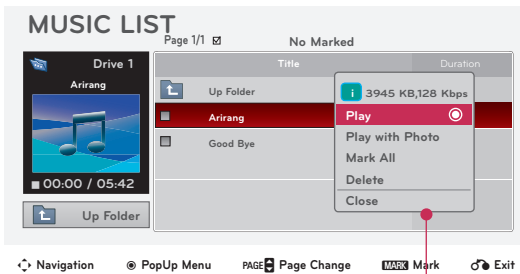 MUSIC LIST
Page 1/1
No Marked
Drive 1
Arirang
00:00 / 05:42
Up Folder
Title
Duration
Up Folder
Arirang
Good Bye
3945 KB,128 Kbps
Play
Play with Photo
Mark All
Delete
Close
Navigation
PopUp Menu
PAGE Page Change
MARK Mark
Exit